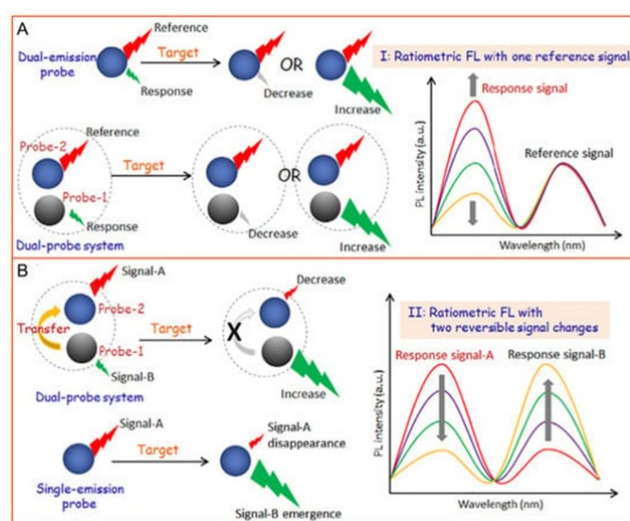 A
Reference
Dual-emission
probe
Target
OR
Response
Decrease
Increase
Reference
Probe-2
Probe-1
Target
OR
Response
Decrease
Increase
Dual-probe system
I: Ratiometric FL with one reference signal
Response signal
Reference signal
PL intensity (a.u.)
Wavelength (nm)
B
Signal-A
Probe-2
Transfer
Probe-1
Signal-B
Target
Decrease
X
Increase
Dual-probe system
Signal-A
Target
Signal-A
disappearance
Single-emission
probe
Signal-B emergence
II: Ratiometric FL with
two reversible signal changes
Response signal-A
Response signal-B
PL intensity (a.u.)
Wavelength (nm)